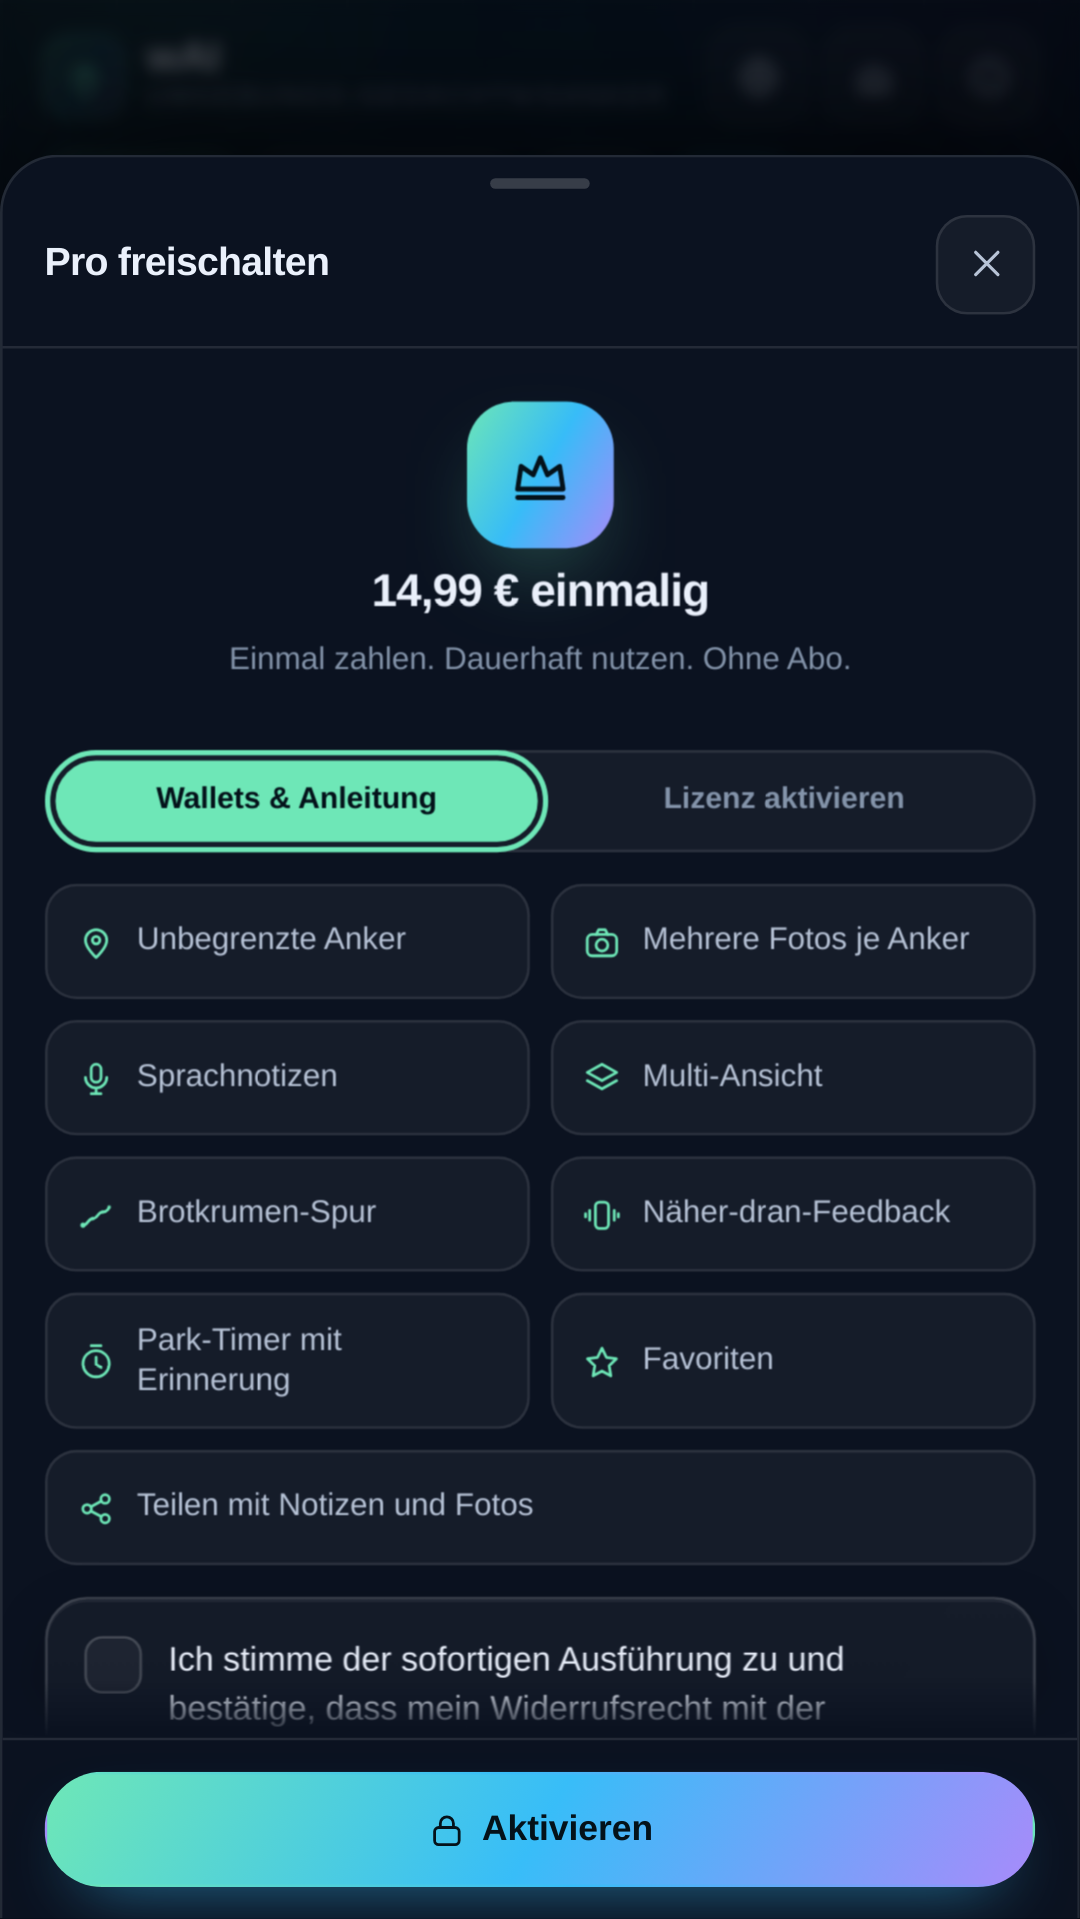 Pro freischalten
14,99 € einmalig
Einmal zahlen. Dauerhaft nutzen. Ohne Abo.
Wallets & Anleitung
Lizenz aktivieren
Unbegrenzte Anker
Mehrere Fotos je Anker
Sprachnotizen
Multi-Ansicht
Brotkrumen-Spur
Näher-dran-Feedback
Park-Timer mit
Erinnerung
Favoriten
Teilen mit Notizen und Fotos
Ich stimme der sofortigen Ausführung zu und
bestätige, dass mein Widerrufsrecht mit der
Aktivieren